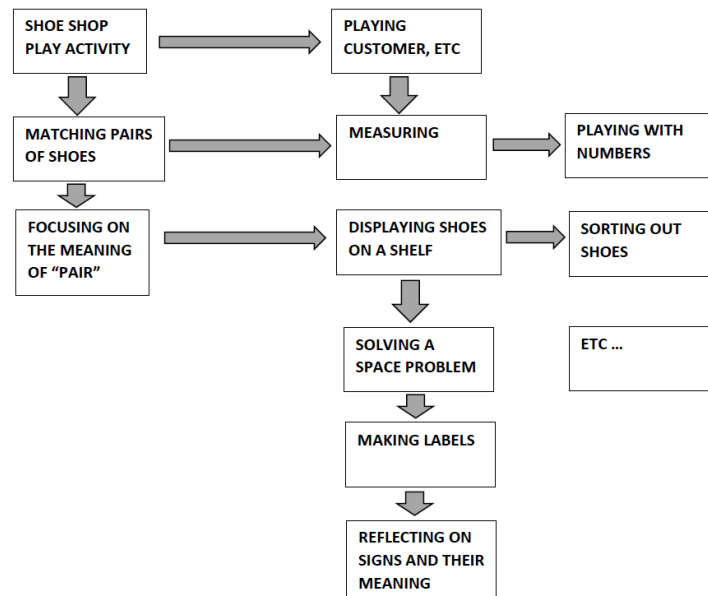 SHOE SHOP
PLAY ACTIVITY
PLAYING
CUSTOMER, ETC
MATCHING PAIRS
OF SHOES
MEASURING
PLAYING WITH
NUMBERS
FOCUSING ON
THE MEANING
OF “PAIR”
DISPLAYING SHOES
ON A SHELF
SORTING OUT
SHOES
SOLVING A
SPACE PROBLEM
ETC ...
MAKING LABELS
REFLECTING ON
SIGNS AND THEIR
MEANING